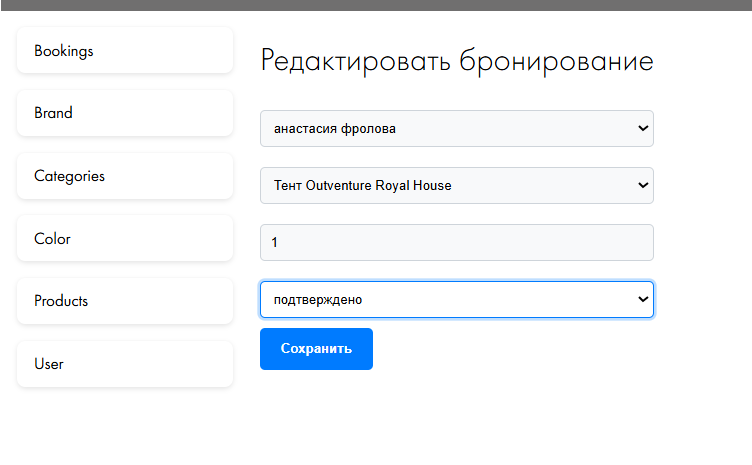 Bookings
Brand
Categories
Color
Products
User
Редактировать бронирование
анастасия фролова
Тент Outventure Royal House
1
подтверждено
Сохранить